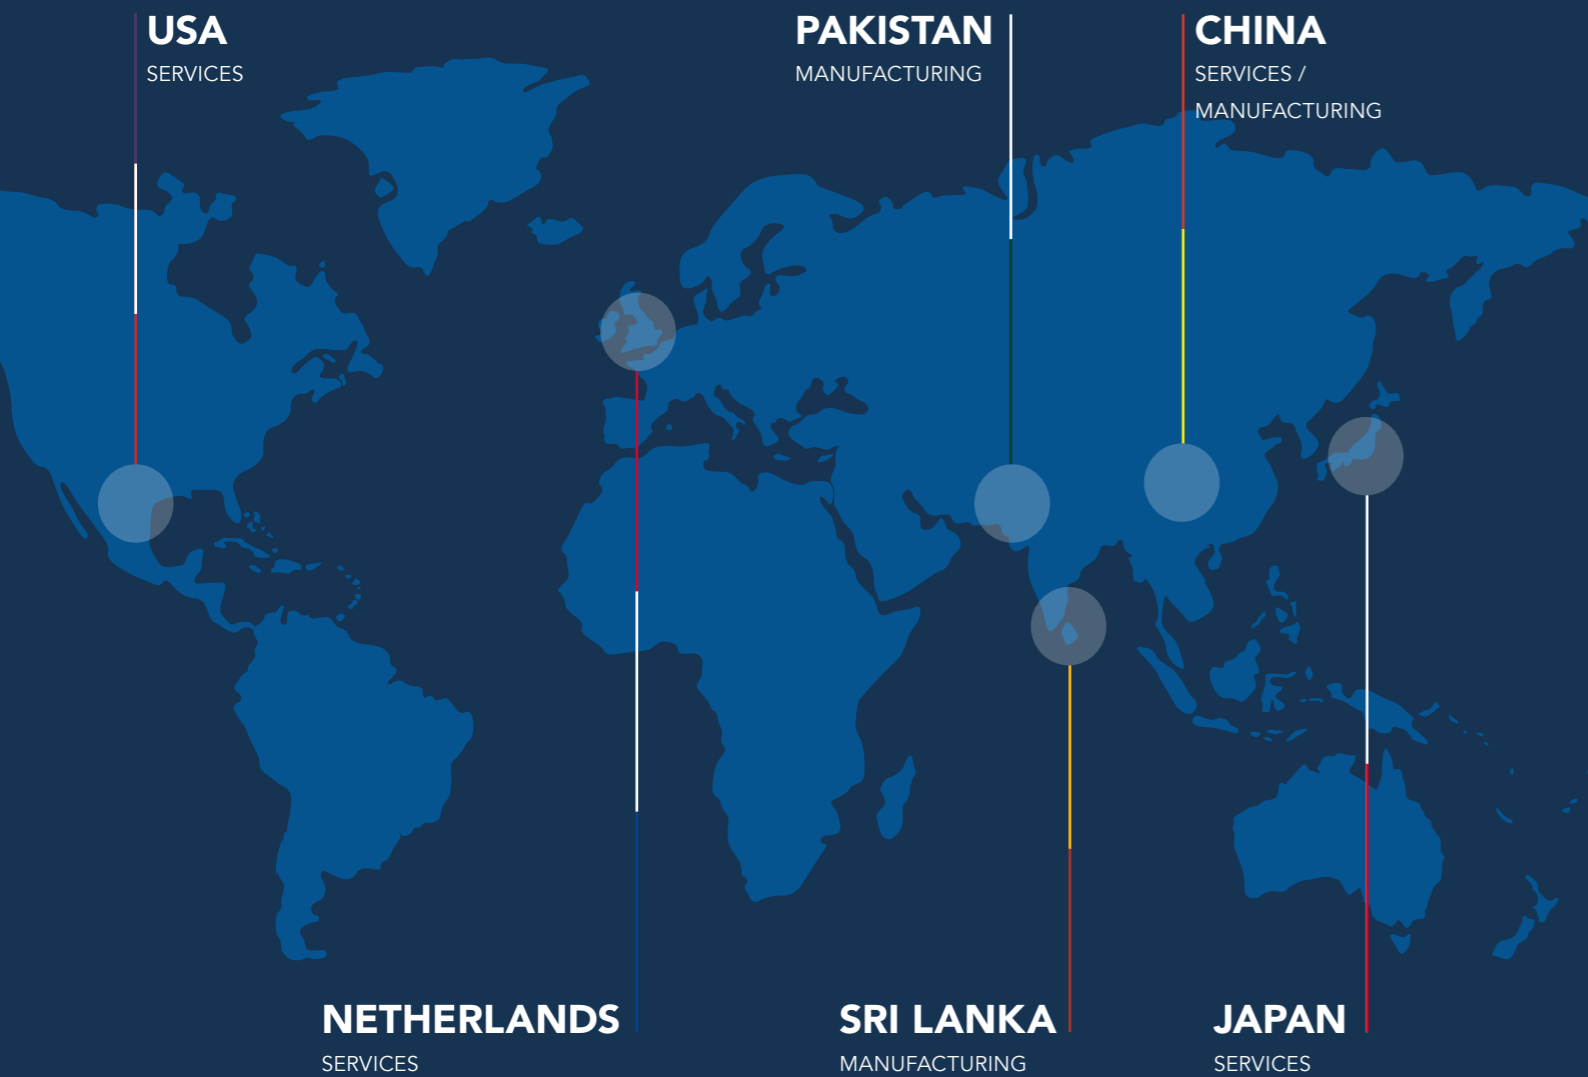 USA
SERVICES
PAKISTAN
MANUFACTURING
CHINA
SERVICES /
MANUFACTURING
NETHERLANDS
SERVICES
SRI LANKA
MANUFACTURING
JAPAN
SERVICES